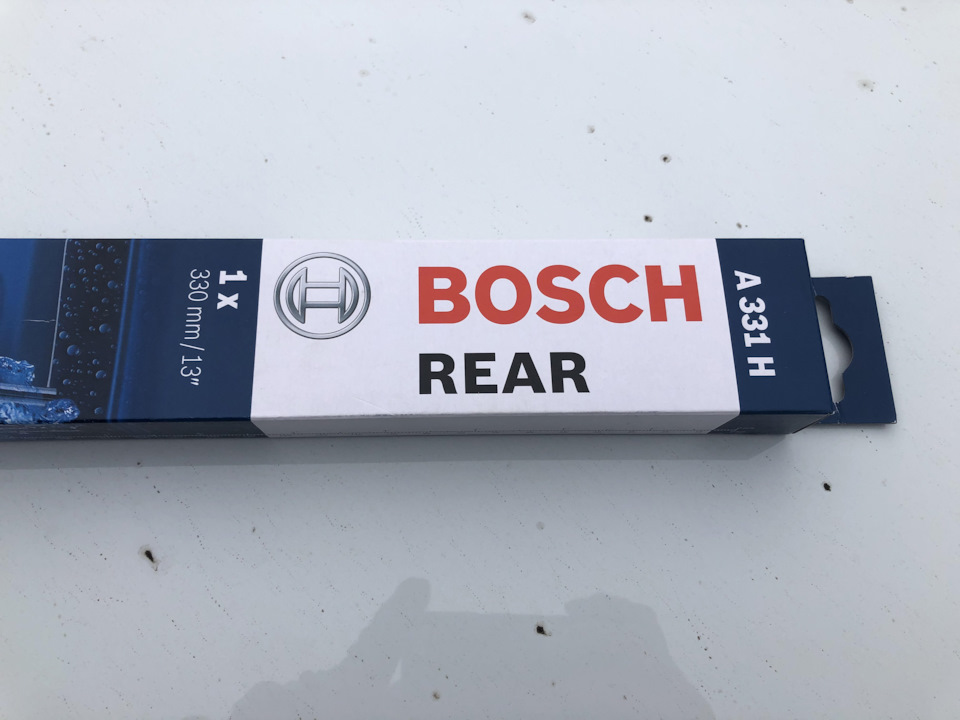 1 x
330 mm / 13"
BOSCH
REAR
A 331 H